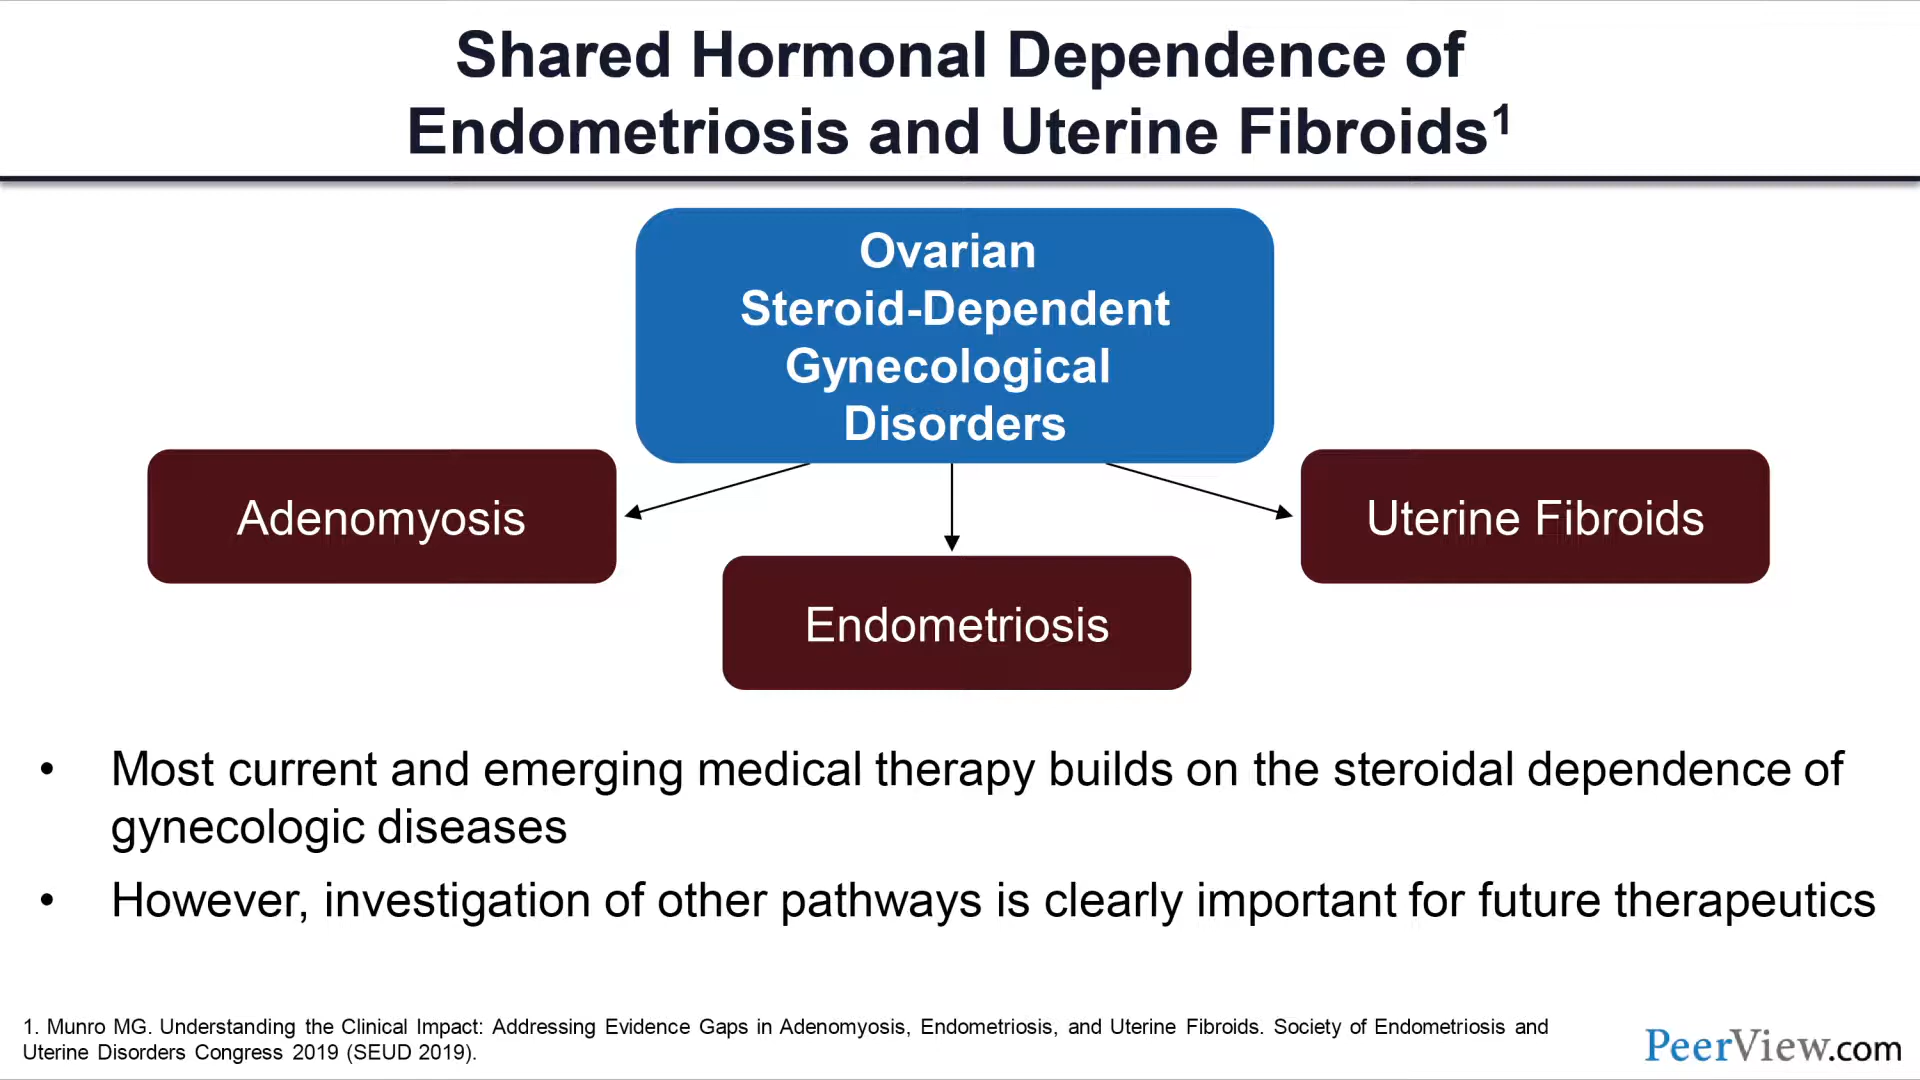 Shared Hormonal Dependence of
Endometriosis and Uterine Fibroids¹
Ovarian
Steroid-Dependent
Gynecological
Disorders
Adenomyosis
Uterine Fibroids
Endometriosis
• Most current and emerging medical therapy builds on the steroidal dependence of
gynecologic diseases
• However, investigation of other pathways is clearly important for future therapeutics
1. Munro MG. Understanding the Clinical Impact: Addressing Evidence Gaps in Adenomyosis, Endometriosis, and Uterine Fibroids. Society of Endometriosis and
Uterine Disorders Congress 2019 (SEUD 2019).
PeerView.com